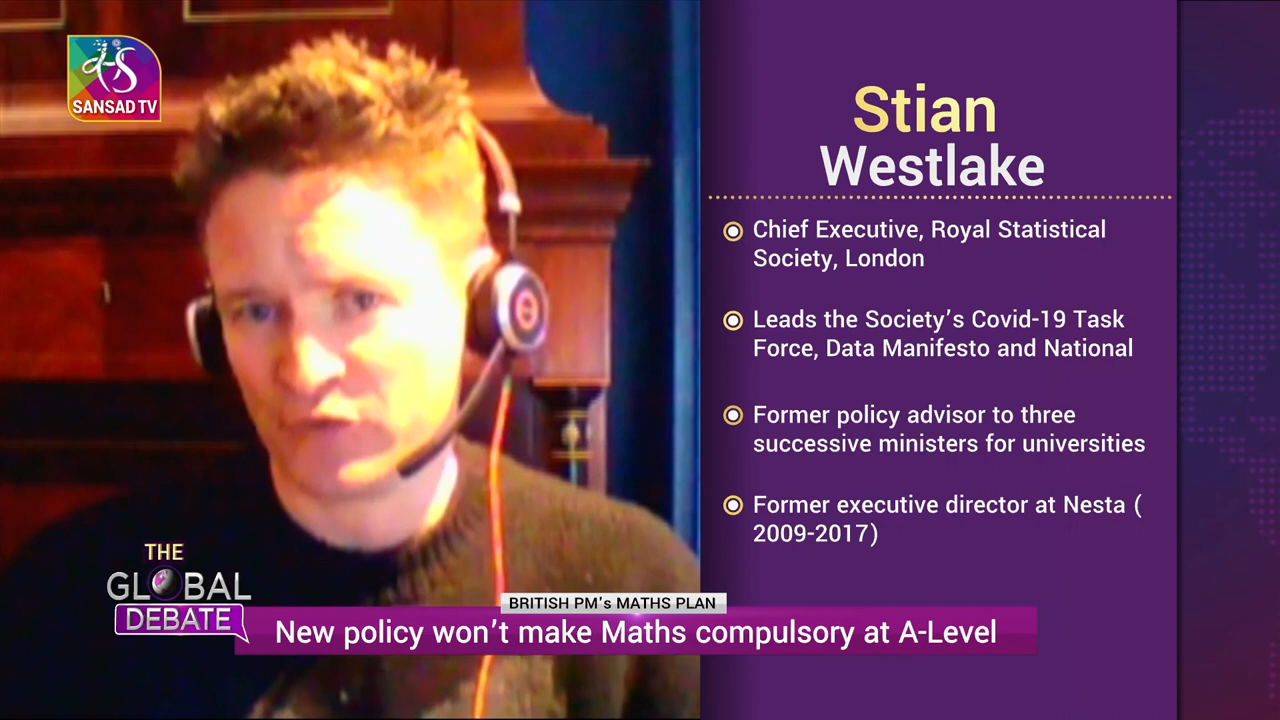 SANSAD TV
Stian
Westlake
Chief Executive, Royal Statistical
Society, London
Leads the Society's Covid-19 Task
Force, Data Manifesto and National
Former policy advisor to three
successive ministers for universities
Former executive director at Nesta (
2009-2017)
THE
GLOBAL
DEBATE
BRITISH PM's MATHS PLAN
New policy won't make Maths compulsory at A-Level